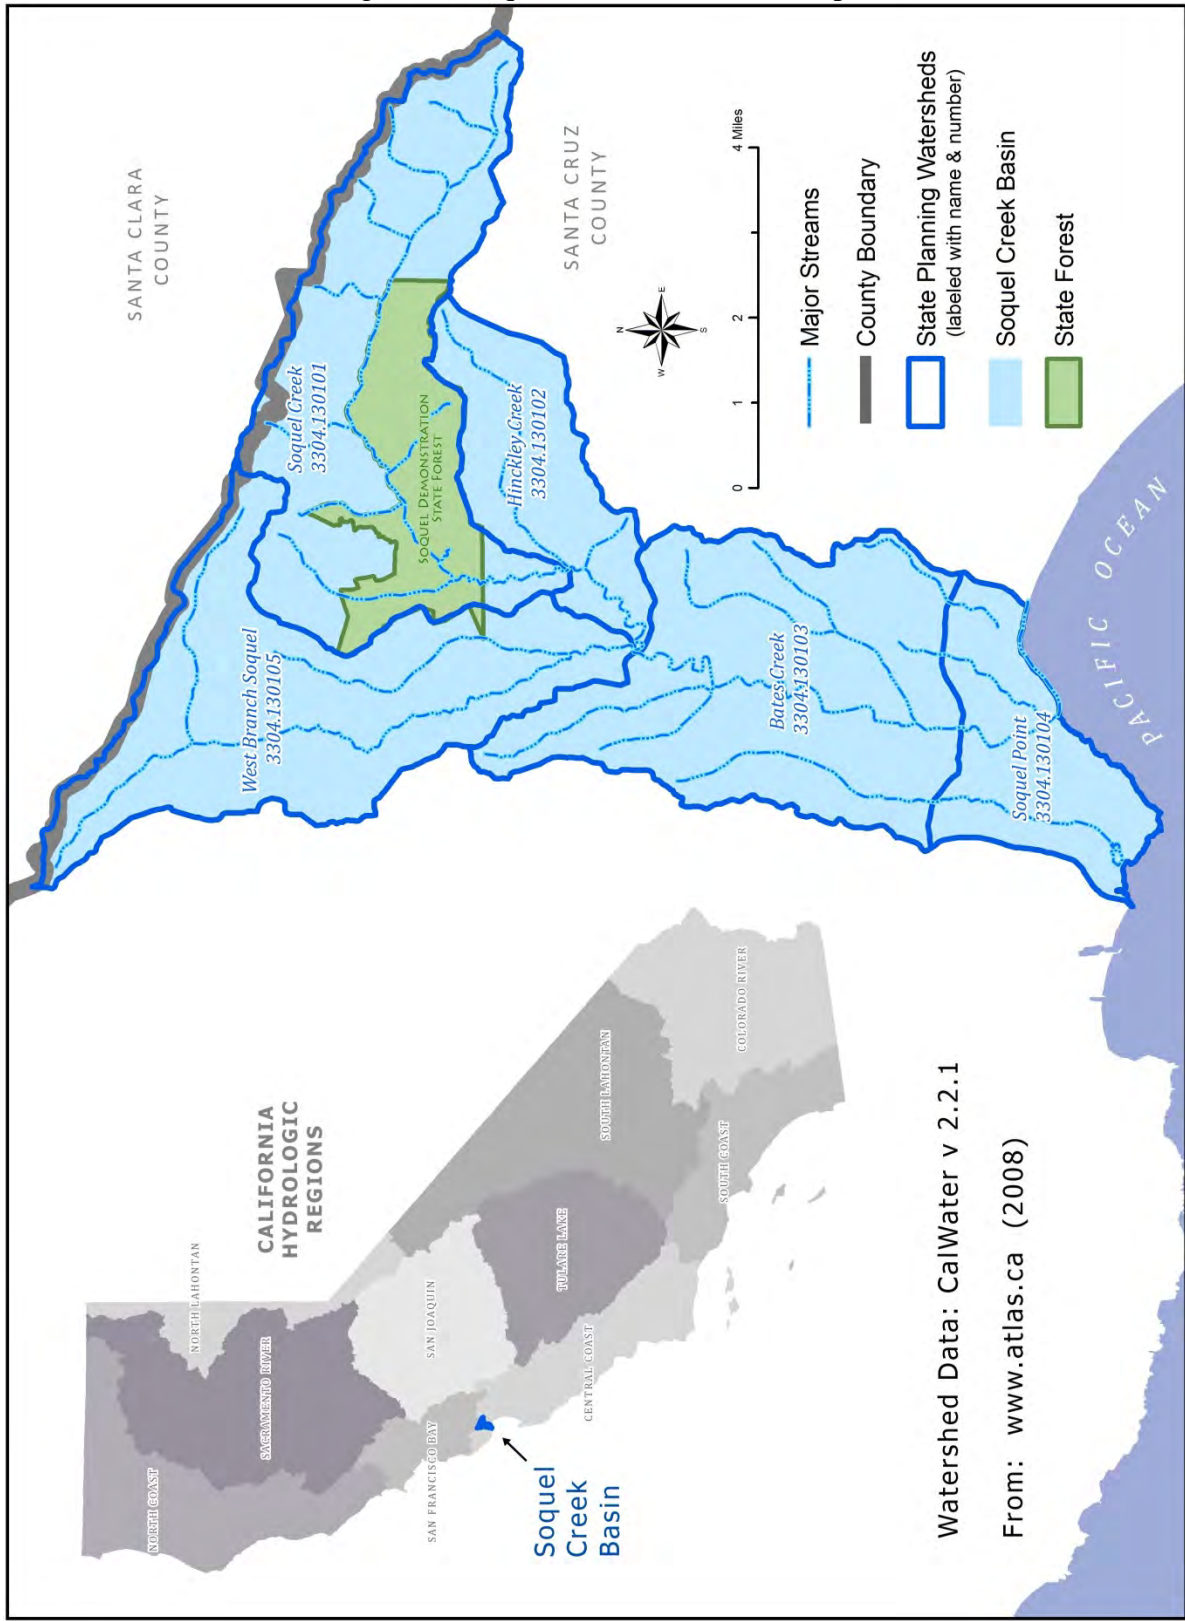 CALIFORNIA
HYDROLOGIC
REGIONS
NORTH COAST
NORTH LAHONTAN
SACRAMENTO RIVER
SAN FRANCISCO BAY
SAN JOAQUIN
CENTRAL COAST
TULARE LAKE
SOUTH LAHONTAN
SOUTH COAST
COLORADO RIVER
Soquel
Creek
Basin
Watershed Data: CalWater v 2.2.1
From: www.atlas.ca (2008)
SANTA CLARA
COUNTY
SANTA CRUZ
COUNTY
West Branch Soquel
3304.130105
Soquel Creek
3304.130101
SOQUEL DEMONSTRATION
STATE FOREST
Hinckley Creek
3304.130102
Bates Creek
3304.130103
Soquel Point
3304.130104
PACIFIC OCEAN
N
W
E
S
0 1 2 4 Miles
Major Streams
County Boundary
State Planning Watersheds
(labeled with name & number)
Soquel Creek Basin
State Forest